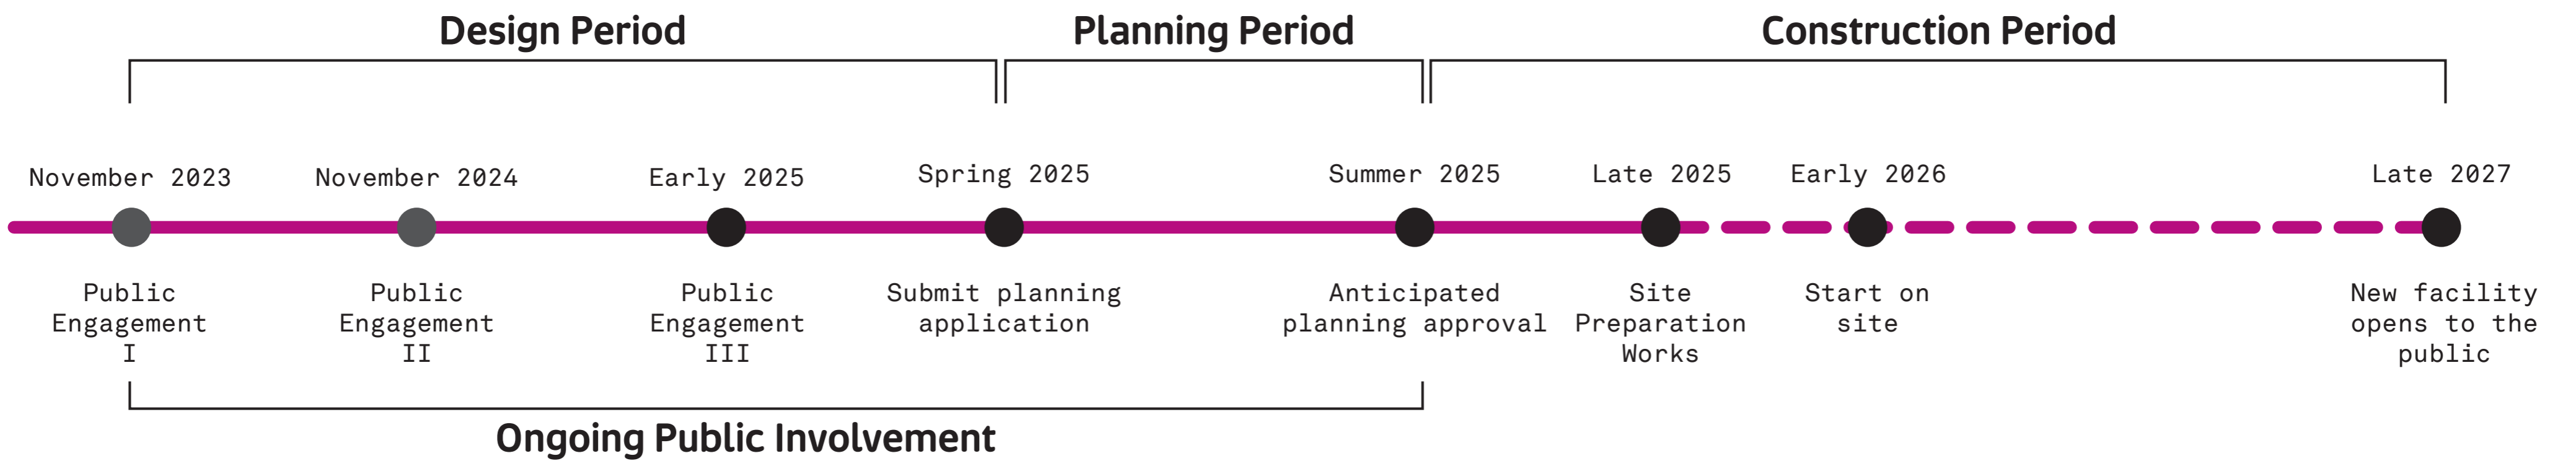 Design Period
Planning Period
Construction Period
November 2023
November 2024
Early 2025
Spring 2025
Summer 2025
Late 2025
Early 2026
Late 2027
Public
Engagement
I
Public
Engagement
II
Public
Engagement
III
Submit planning
application
Anticipated
planning approval
Site
Preparation
Works
Start on
site
New facility
opens to the
public
Ongoing Public Involvement